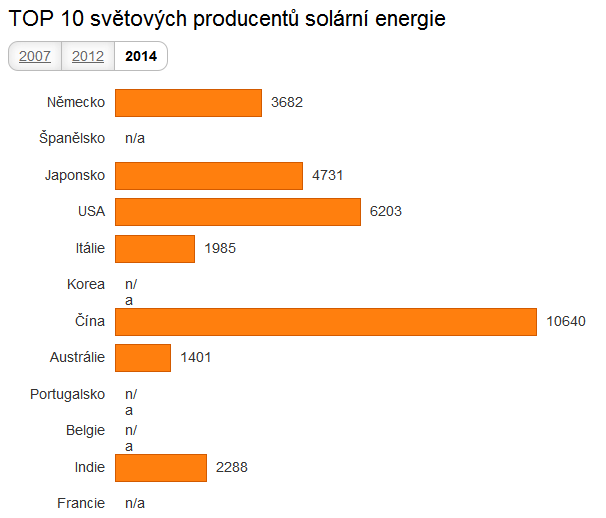 TOP 10 světových producentů solární energie
2007 2012 2014
Německo 3682
Španělsko n/a
Japonsko 4731
USA 6203
Itálie 1985
Korea n/
a
Čína 10640
Austrálie 1401
Portugalsko n/
a
Belgie n/
a
Indie 2288
Francie n/a